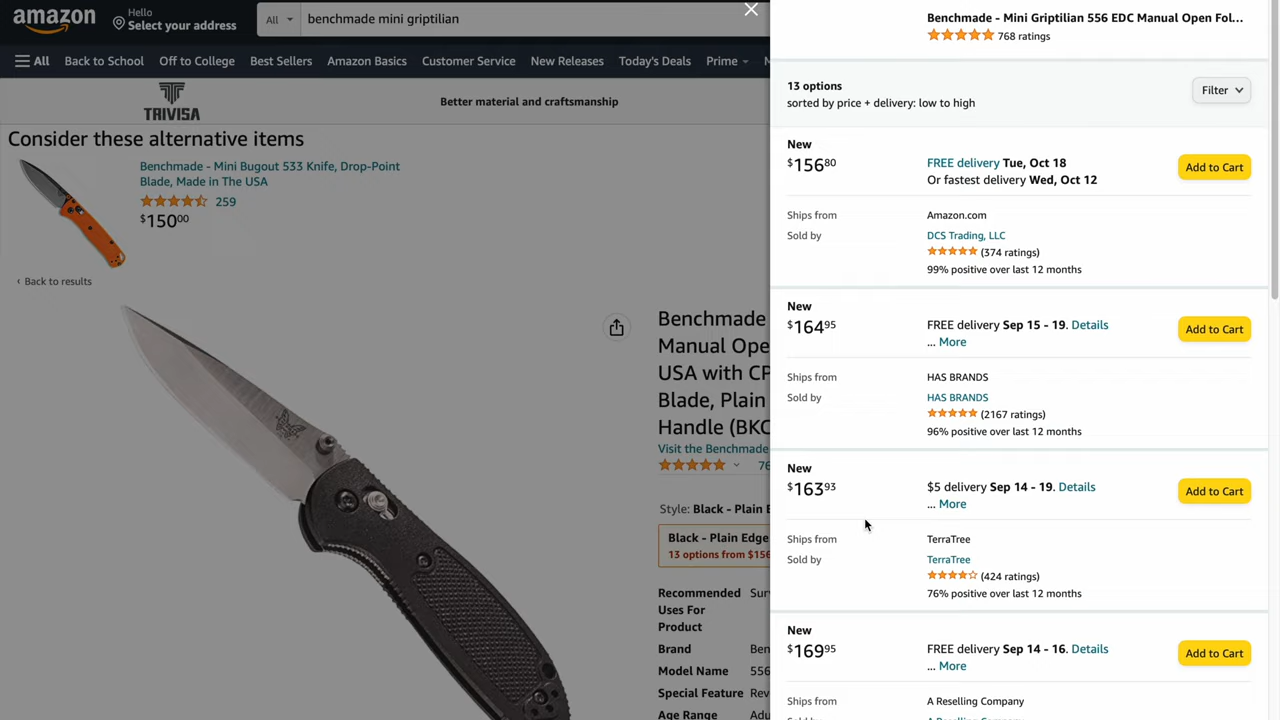 amazon
Hello
Select your address
All
benchmade mini griptilian
All
Back to School
Off to College
Best Sellers
Amazon Basics
Customer Service
New Releases
Today's Deals
Prime
TRIVISA
Better material and craftsmanship
Consider these alternative items
Benchmade - Mini Bugout 533 Knife, Drop-Point
Blade, Made in The USA
259
$150 00
‹ Back to results
Benchmade
Manual Ope
USA with CP
Blade, Plain
Handle (BKC
Visit the Benchmade
76
Style: Black - Plain E
Black - Plain Edge
13 options from $156
Recommended
Uses For
Product
Sur
Brand
Ben
Model Name
556
Special Feature
Rev
Age Range
Adu
Benchmade - Mini Griptilian 556 EDC Manual Open Fol...
768 ratings
13 options
sorted by price + delivery: low to high
Filter
New
$156 80
FREE delivery Tue, Oct 18
Or fastest delivery Wed, Oct 12
Add to Cart
Ships from
Amazon.com
Sold by
DCS Trading, LLC
(374 ratings)
99% positive over last 12 months
New
$164 95
FREE delivery Sep 15 - 19. Details
... More
Add to Cart
Ships from
HAS BRANDS
Sold by
HAS BRANDS
(2167 ratings)
96% positive over last 12 months
New
$163 93
$5 delivery Sep 14 - 19. Details
... More
Add to Cart
Ships from
TerraTree
Sold by
TerraTree
(424 ratings)
76% positive over last 12 months
New
$169 95
FREE delivery Sep 14 - 16. Details
... More
Add to Cart
Ships from
A Reselling Company